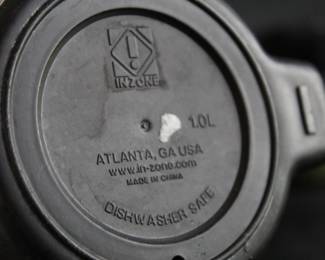 !
INZONE
1.0L
ATLANTA, GA USA
www.in-zone.com
MADE IN CHINA
DISHWASHER SAFE